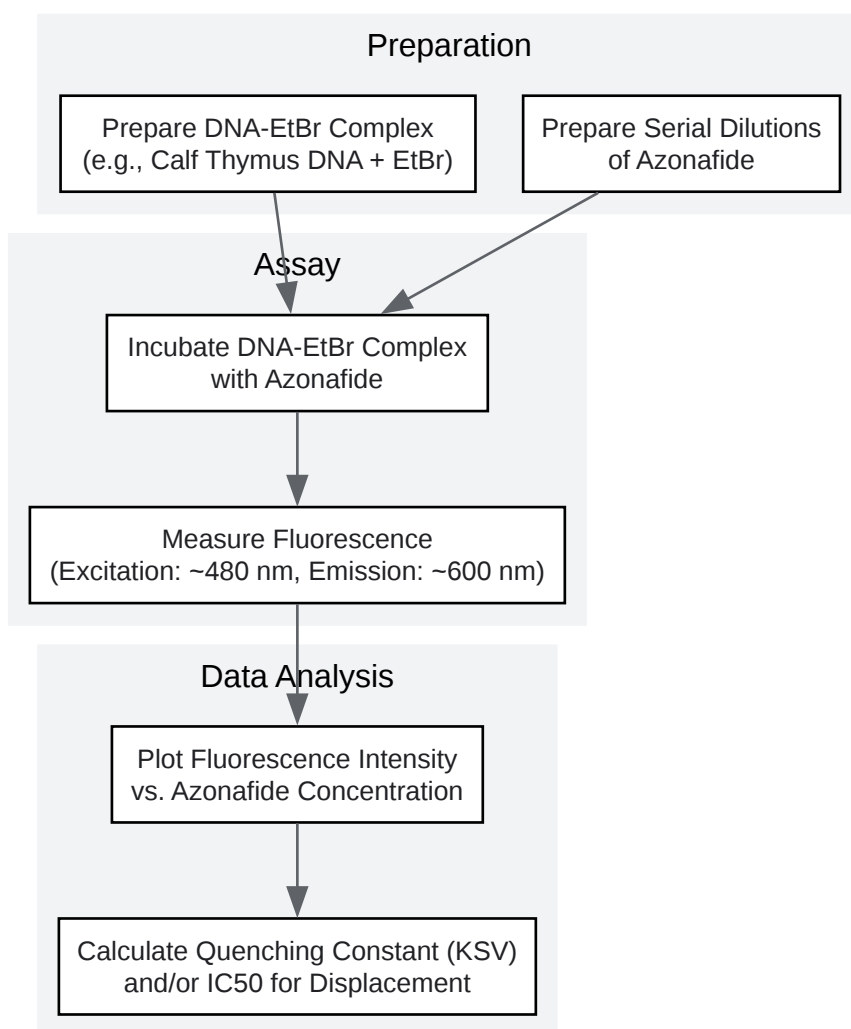 Preparation
Prepare DNA-EtBr Complex
(e.g., Calf Thymus DNA + EtBr)
Prepare Serial Dilutions
of Azonafide
Assay
Incubate DNA-EtBr Complex
with Azonafide
Measure Fluorescence
(Excitation: ~480 nm, Emission: ~600 nm)
Data Analysis
Plot Fluorescence Intensity
vs. Azonafide Concentration
Calculate Quenching Constant (KSV)
and/or IC50 for Displacement